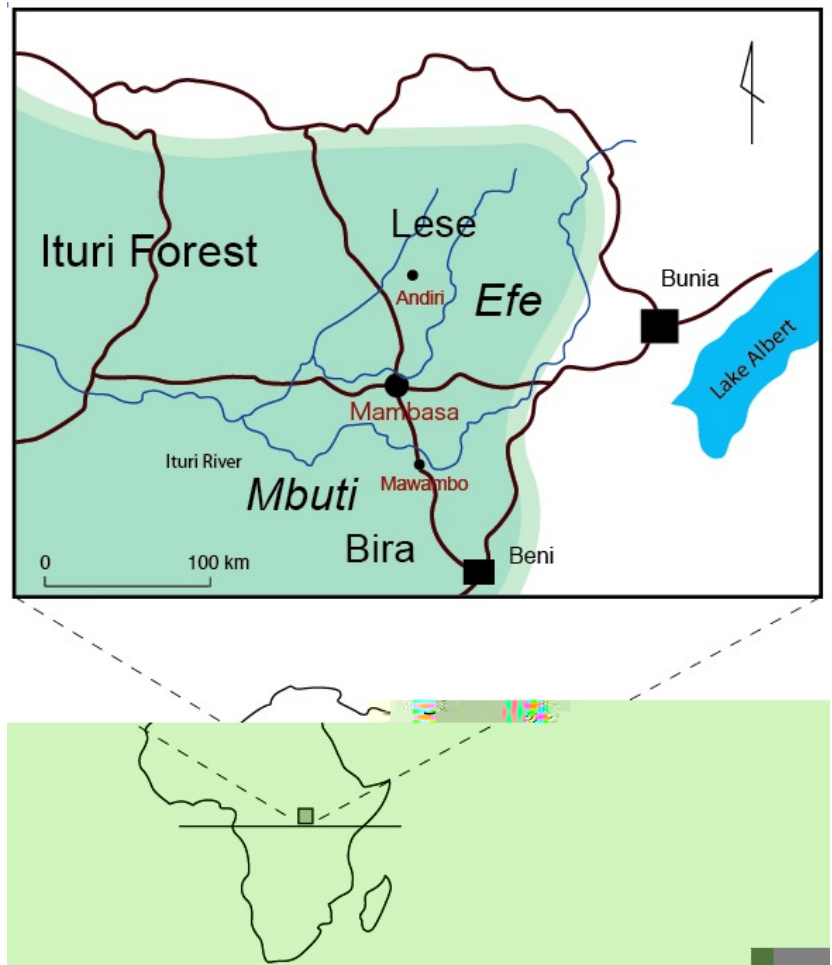 Lese
Ituri Forest
Bunia
Andiri
Efe
Lake Albert
Mambasa
Ituri River
Mawambo
Mbuti
Bira
Beni
0 100 km